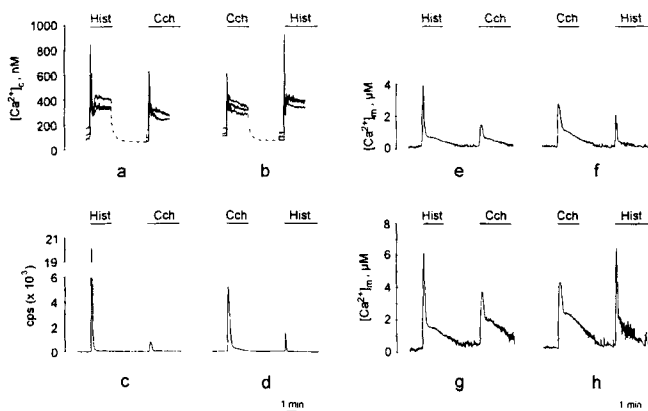 Hist Cch Cch Hist
1000
800
600
400
200
0
[Ca²⁺]c, nM
a b
Hist Cch Cch Hist
6
4
2
0
[Ca²⁺]m, µM
e f
Hist Cch Cch Hist
21
19
6
4
2
0
cps (x 10³)
c d
1 min
Hist Cch Cch Hist
8
6
4
2
0
[Ca²⁺]m, µM
g h
1 min